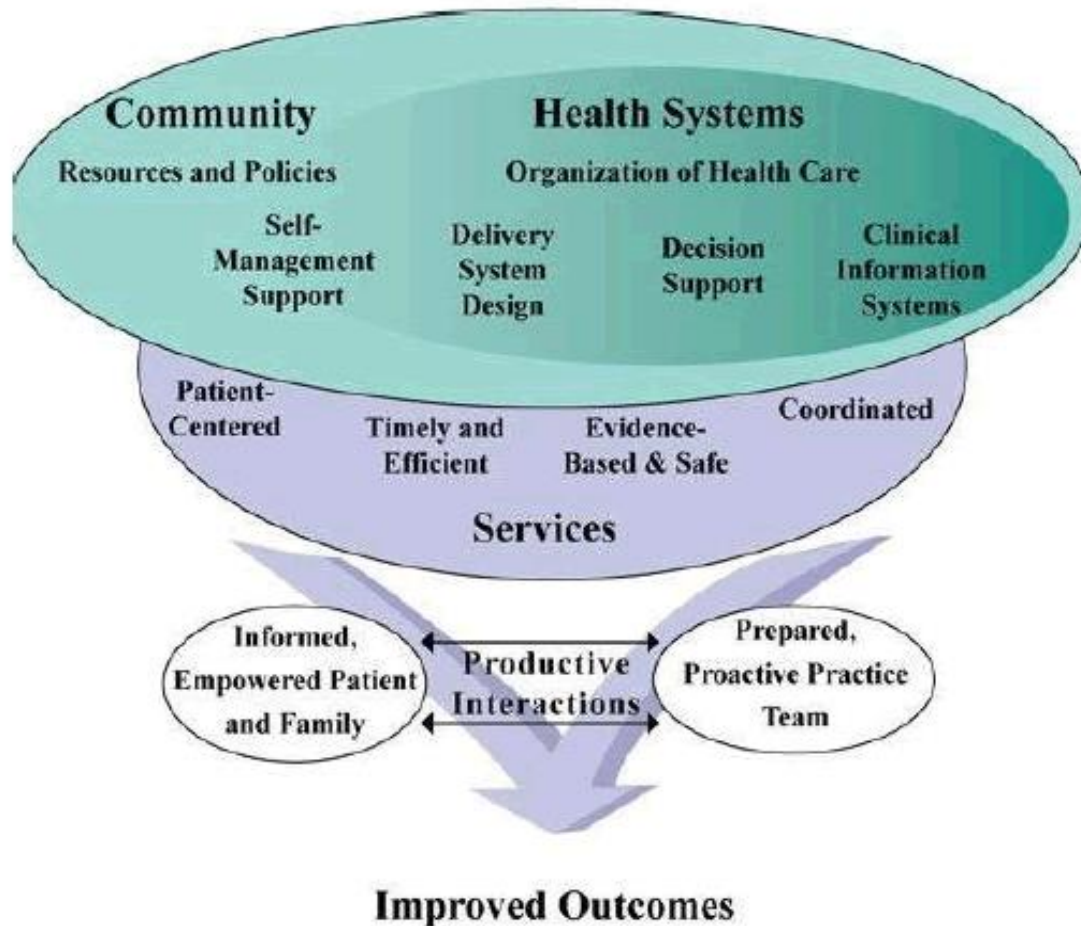 Community
Health Systems
Resources and Policies
Organization of Health Care
Self-
Management
Support
Delivery
System
Design
Decision
Support
Clinical
Information
Systems
Patient-
Centered
Timely and
Efficient
Evidence-
Based & Safe
Coordinated
Services
Informed,
Empowered Patient
and Family
Productive
Interactions
Prepared,
Proactive Practice
Team
Improved Outcomes